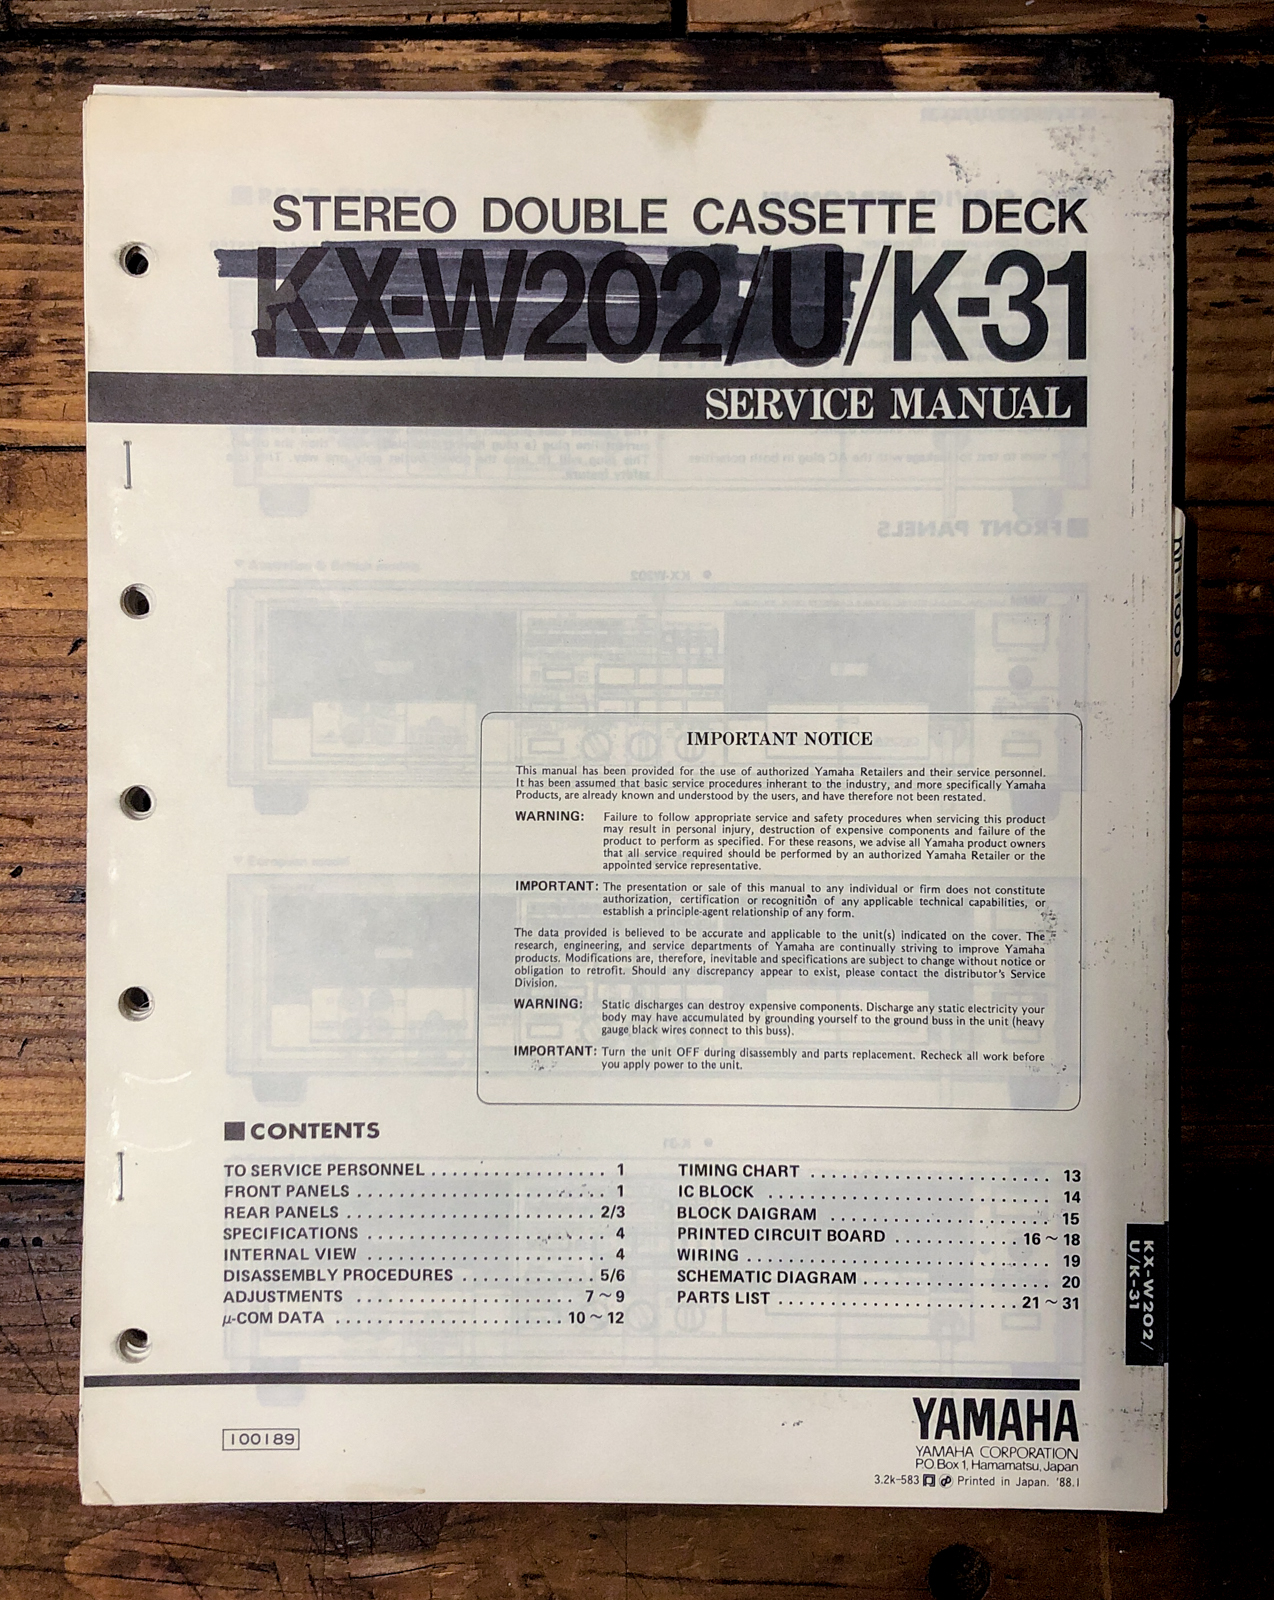 STEREO DOUBLE CASSETTE DECK
KX-W202/U/K-31
SERVICE MANUAL
FRONT PANELS
KX-W202
European model
K-31
IMPORTANT NOTICE
This manual has been provided for the use of authorized Yamaha Retailers and their service personnel.
It has been assumed that basic service procedures inherant to the industry, and more specifically Yamaha
Products, are already known and understood by the users, and have therefore not been restated.
WARNING: Failure to follow appropriate service and safety procedures when servicing this product
may result in personal injury, destruction of expensive components and failure of the
product to perform as specified. For these reasons, we advise all Yamaha product owners
that all service required should be performed by an authorized Yamaha Retailer or the
appointed service representative.
IMPORTANT: The presentation or sale of this manual to any individual or firm does not constitute
authorization, certification or recognition of any applicable technical capabilities, or
establish a principle-agent relationship of any form.
The data provided is believed to be accurate and applicable to the unit(s) indicated on the cover. The
research, engineering, and service departments of Yamaha are continually striving to improve Yamaha
products. Modifications are, therefore, inevitable and specifications are subject to change without notice or
obligation to retrofit. Should any discrepancy appear to exist, please contact the distributor's Service
Division.
WARNING: Static discharges can destroy expensive components. Discharge any static electricity your
body may have accumulated by grounding yourself to the ground buss in the unit (heavy
gauge black wires connect to this buss).
IMPORTANT: Turn the unit OFF during disassembly and parts replacement. Recheck all work before
you apply power to the unit.
■CONTENTS
TO SERVICE PERSONNEL . . . . . . . . . . . . . . . . . 1
FRONT PANELS . . . . . . . . . . . . . . . . . . . . . . . . 1
REAR PANELS . . . . . . . . . . . . . . . . . . . . . . . . 2/3
SPECIFICATIONS . . . . . . . . . . . . . . . . . . . . . . . 4
INTERNAL VIEW . . . . . . . . . . . . . . . . . . . . . . . 4
DISASSEMBLY PROCEDURES . . . . . . . . . . . . . 5/6
ADJUSTMENTS . . . . . . . . . . . . . . . . . . . . . 7 ~ 9
μ-COM DATA . . . . . . . . . . . . . . . . . . . . . . 10 ~ 12
TIMING CHART . . . . . . . . . . . . . . . . . . . . . . . . 13
IC BLOCK . . . . . . . . . . . . . . . . . . . . . . . . . . . . 14
BLOCK DAIGRAM . . . . . . . . . . . . . . . . . . . . . . 15
PRINTED CIRCUIT BOARD . . . . . . . . . . . . 16 ~ 18
WIRING . . . . . . . . . . . . . . . . . . . . . . . . . . . . . 19
SCHEMATIC DIAGRAM . . . . . . . . . . . . . . . . . . 20
PARTS LIST . . . . . . . . . . . . . . . . . . . . . . . 21 ~ 31
KX-W202/
U/K-31
100189
YAMAHA
YAMAHA CORPORATION
P.O.Box 1, Hamamatsu, Japan
3.2k-583 Printed in Japan. '88.1